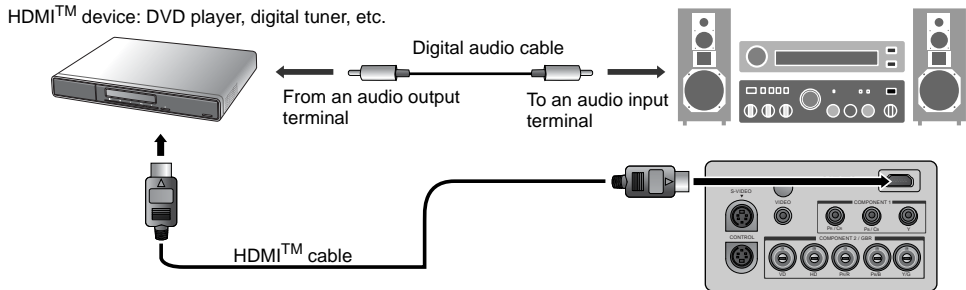 HDMI™ device: DVD player, digital tuner, etc.
Digital audio cable
From an audio output
terminal
To an audio input
terminal
HDMI™ cable
S-VIDEO
VIDEO
COMPONENT 1
PR / CR
PB / CB
Y
CONTROL
COMPONENT 2 / GBR
VD
HD
PR/R
PB/B
Y/G